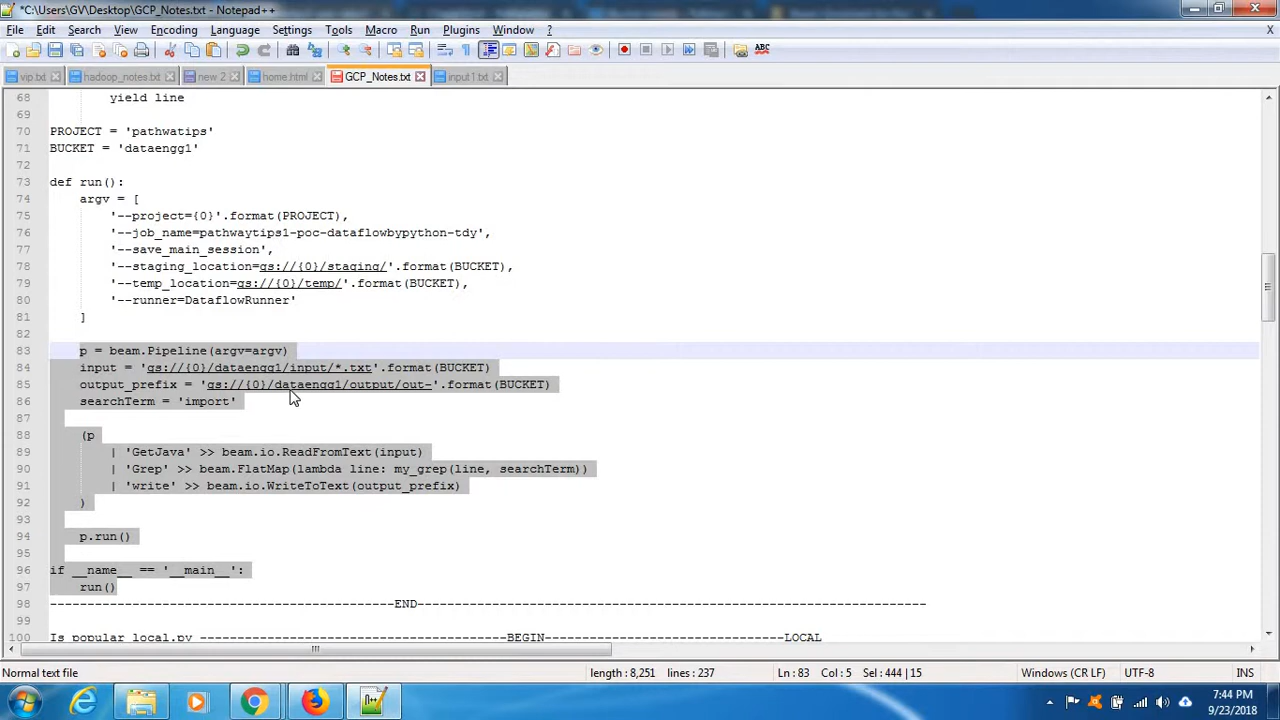 *C:\Users\GV\Desktop\GCP_Notes.txt - Notepad++
File Edit Search View Encoding Language Settings Tools Macro Run Plugins Window ? X
vip.txt hadoop_notes.txt new 2 home.html GCP_Notes.txt input1.txt
68 yield line
69
70 PROJECT = 'pathwatips'
71 BUCKET = 'dataengg1'
72
73 def run():
74 argv = [
75 '--project={0}'.format(PROJECT),
76 '--job_name=pathwaytips1-poc-dataflowbypython-tdy',
77 '--save_main_session',
78 '--staging_location=gs://{0}/staging/'.format(BUCKET),
79 '--temp_location=gs://{0}/temp/'.format(BUCKET),
80 '--runner=DataflowRunner'
81 ]
82
83 p = beam.Pipeline(argv=argv)
84 input = 'gs://{0}/dataengg1/input/*.txt'.format(BUCKET)
85 output_prefix = 'gs://{0}/dataengg1/output/out-'.format(BUCKET)
86 searchTerm = 'import'
87
88 (p
89 | 'GetJava' >> beam.io.ReadFromText(input)
90 | 'Grep' >> beam.FlatMap(lambda line: my_grep(line, searchTerm))
91 | 'write' >> beam.io.WriteToText(output_prefix)
92 )
93
94 p.run()
95
96 if __name__ == '__main__':
97 run()
98 ----------------------------------------------END---------------------------------------------------------------------
99
100 Is popular local.py -----------------------------------------BEGIN--------------------------------LOCAL
Normal text file length : 8,251 lines : 237 Ln : 83 Col : 5 Sel : 444 | 15 Windows (CR LF) UTF-8 INS
7:44 PM
9/23/2018